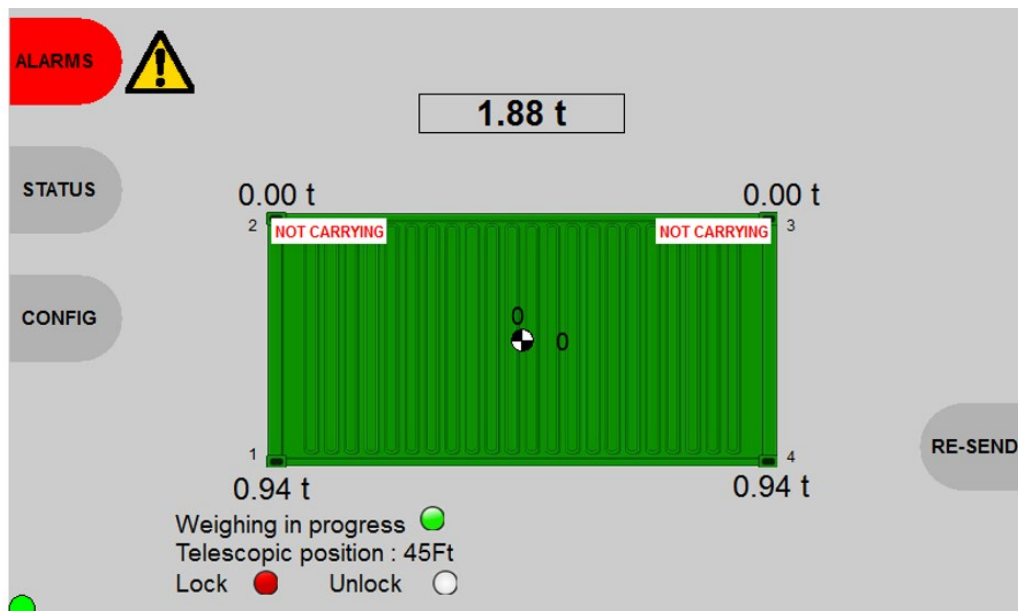 ALARMS
1.88 t
STATUS
0.00 t
0.00 t
2
NOT CARRYING
NOT CARRYING
3
CONFIG
0
0
1
4
RE-SEND
0.94 t
0.94 t
Weighing in progress
Telescopic position : 45Ft
Lock
Unlock